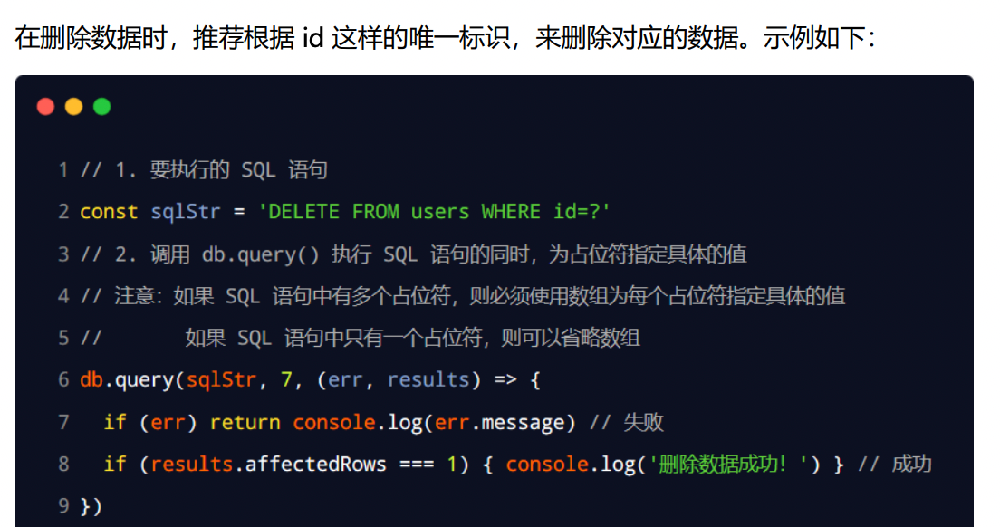 在删除数据时，推荐根据 id 这样的唯一标识，来删除对应的数据。示例如下：
1 // 1. 要执行的 SQL 语句
2 const sqlStr = 'DELETE FROM users WHERE id=?'
3 // 2. 调用 db.query() 执行 SQL 语句的同时，为占位符指定具体的值
4 // 注意：如果 SQL 语句中有多个占位符，则必须使用数组为每个占位符指定具体的值
5 //       如果 SQL 语句中只有一个占位符，则可以省略数组
6 db.query(sqlStr, 7, (err, results) => {
7   if (err) return console.log(err.message) // 失败
8   if (results.affectedRows === 1) { console.log('删除数据成功！') } // 成功
9 })